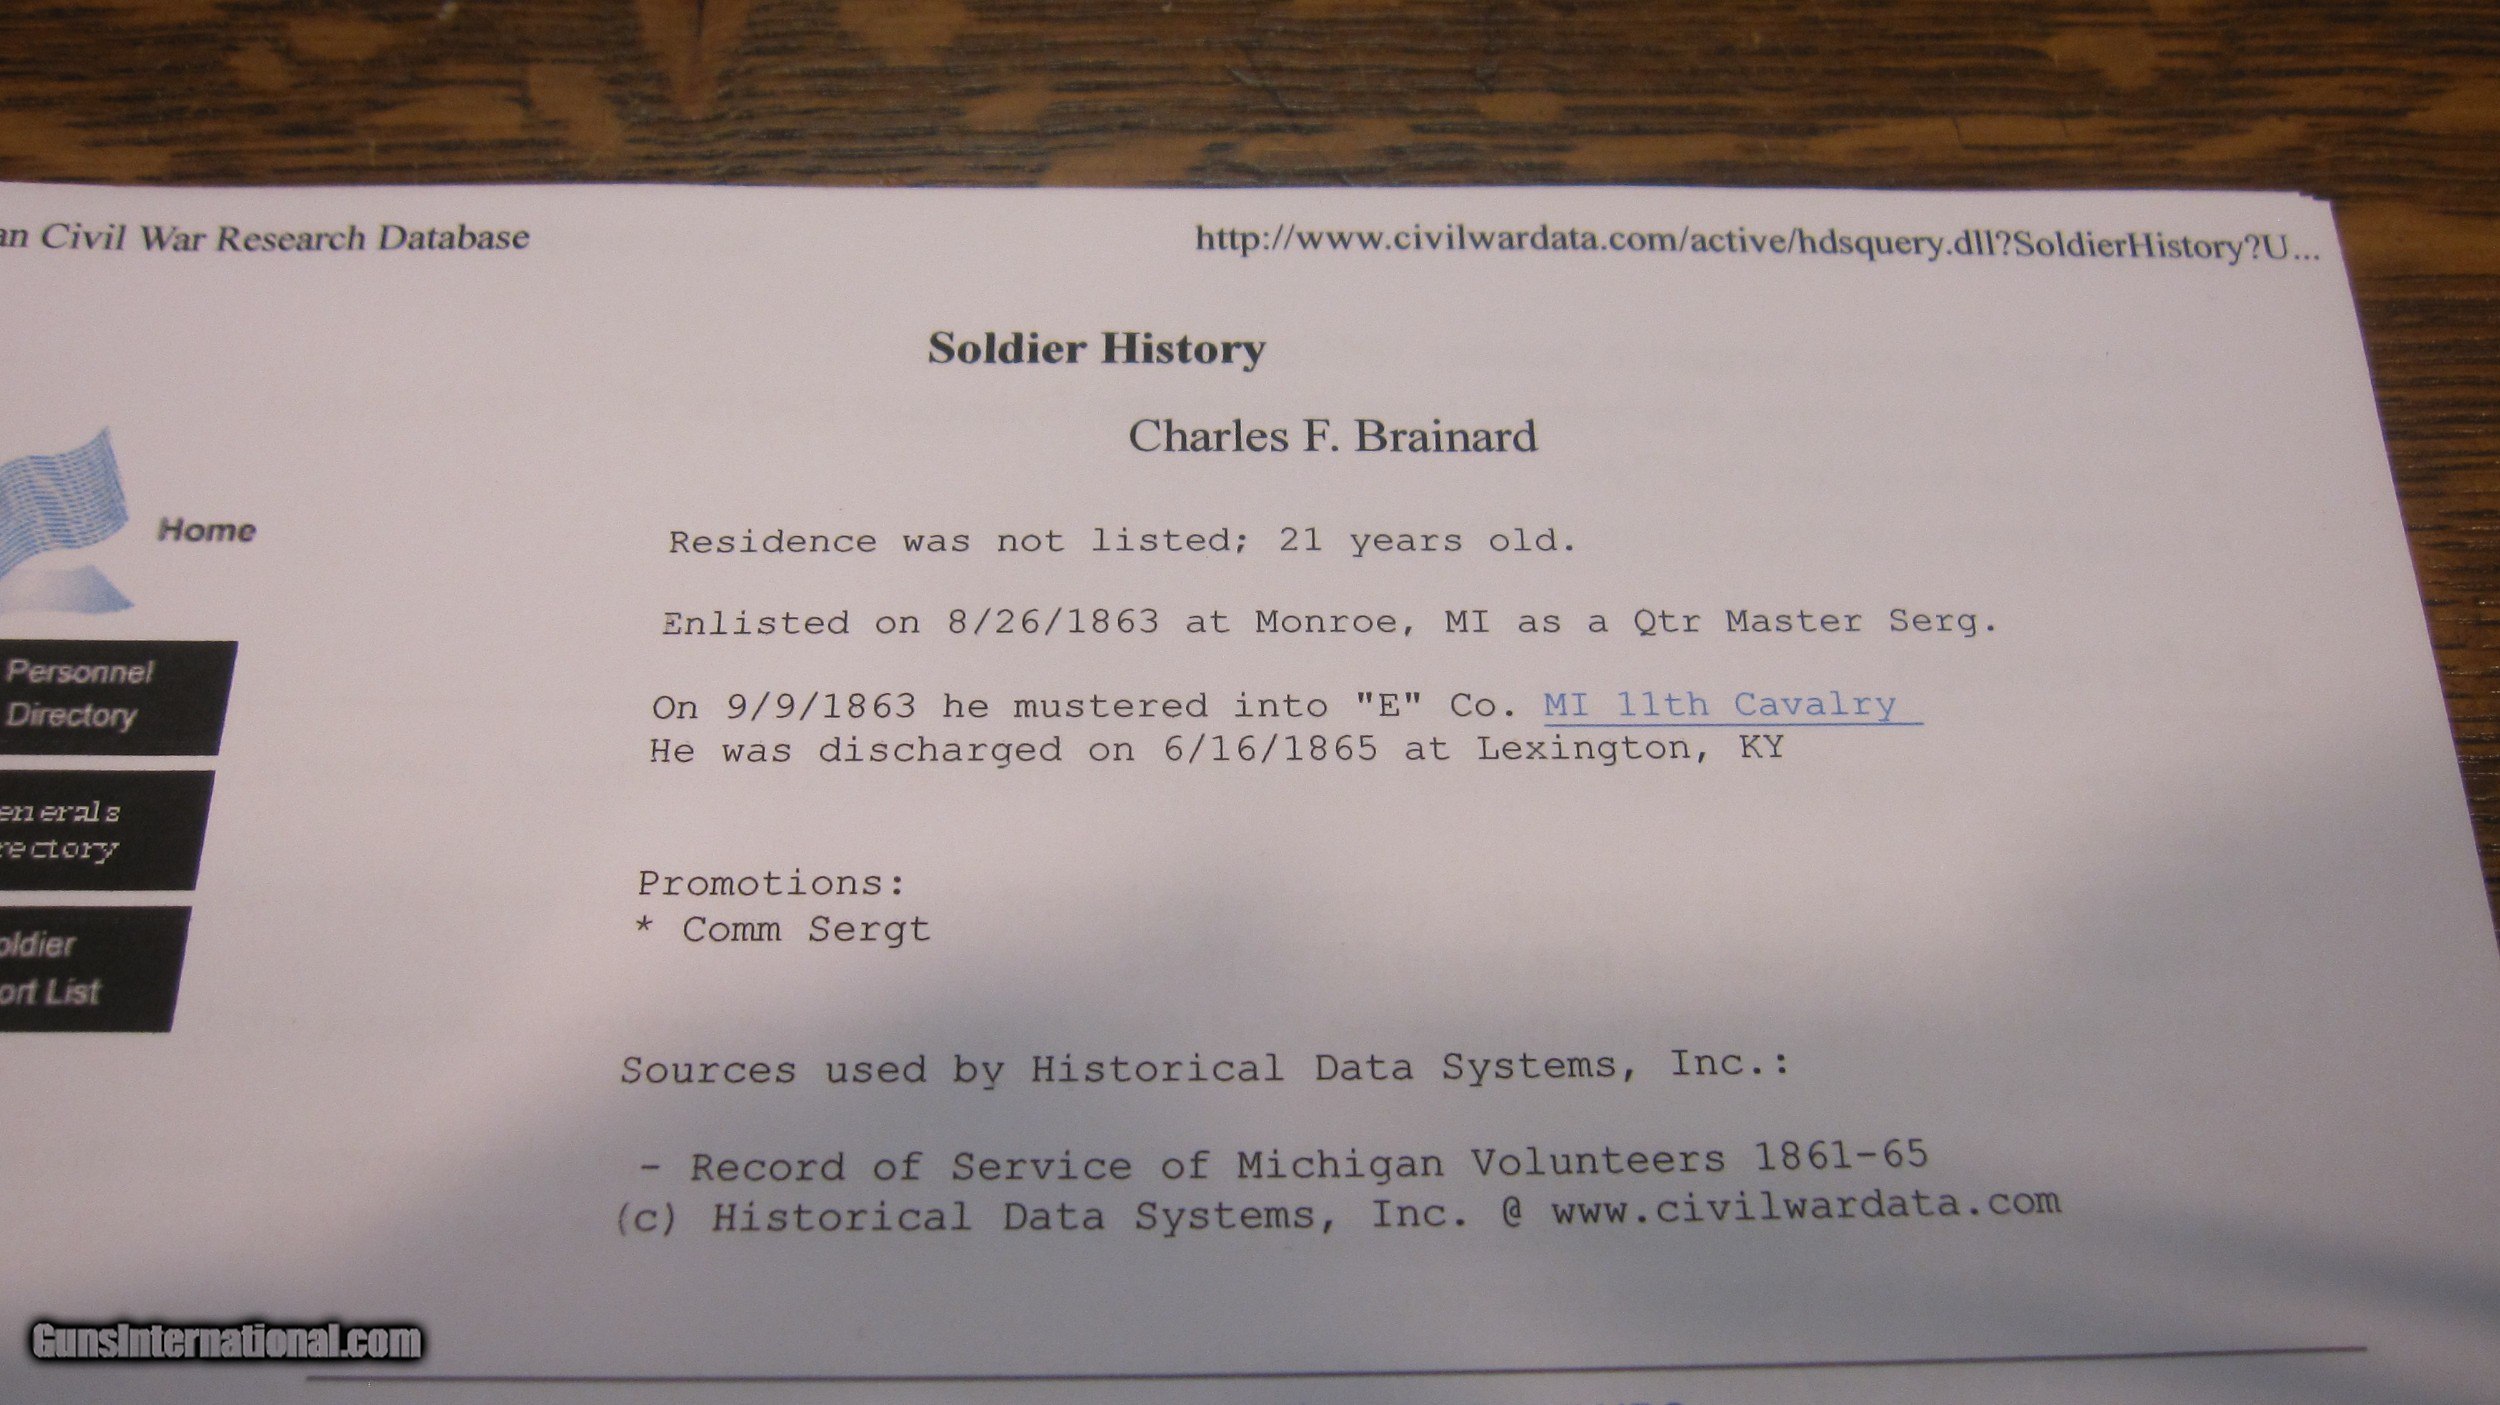 an Civil War Research Database
http://www.civilwardata.com/active/hdsquery.dll?SoldierHistory?U...
Soldier History
Charles F. Brainard
Home
Residence was not listed; 21 years old.
Enlisted on 8/26/1863 at Monroe, MI as a Qtr Master Serg.
Personnel
Directory
On 9/9/1863 he mustered into "E" Co. MI 11th Cavalry
He was discharged on 6/16/1865 at Lexington, KY
enerals
rectory
Promotions:
* Comm Sergt
oldier
ort List
Sources used by Historical Data Systems, Inc.:
- Record of Service of Michigan Volunteers 1861-65
(c) Historical Data Systems, Inc. @ www.civilwardata.com
GunsInternational.com